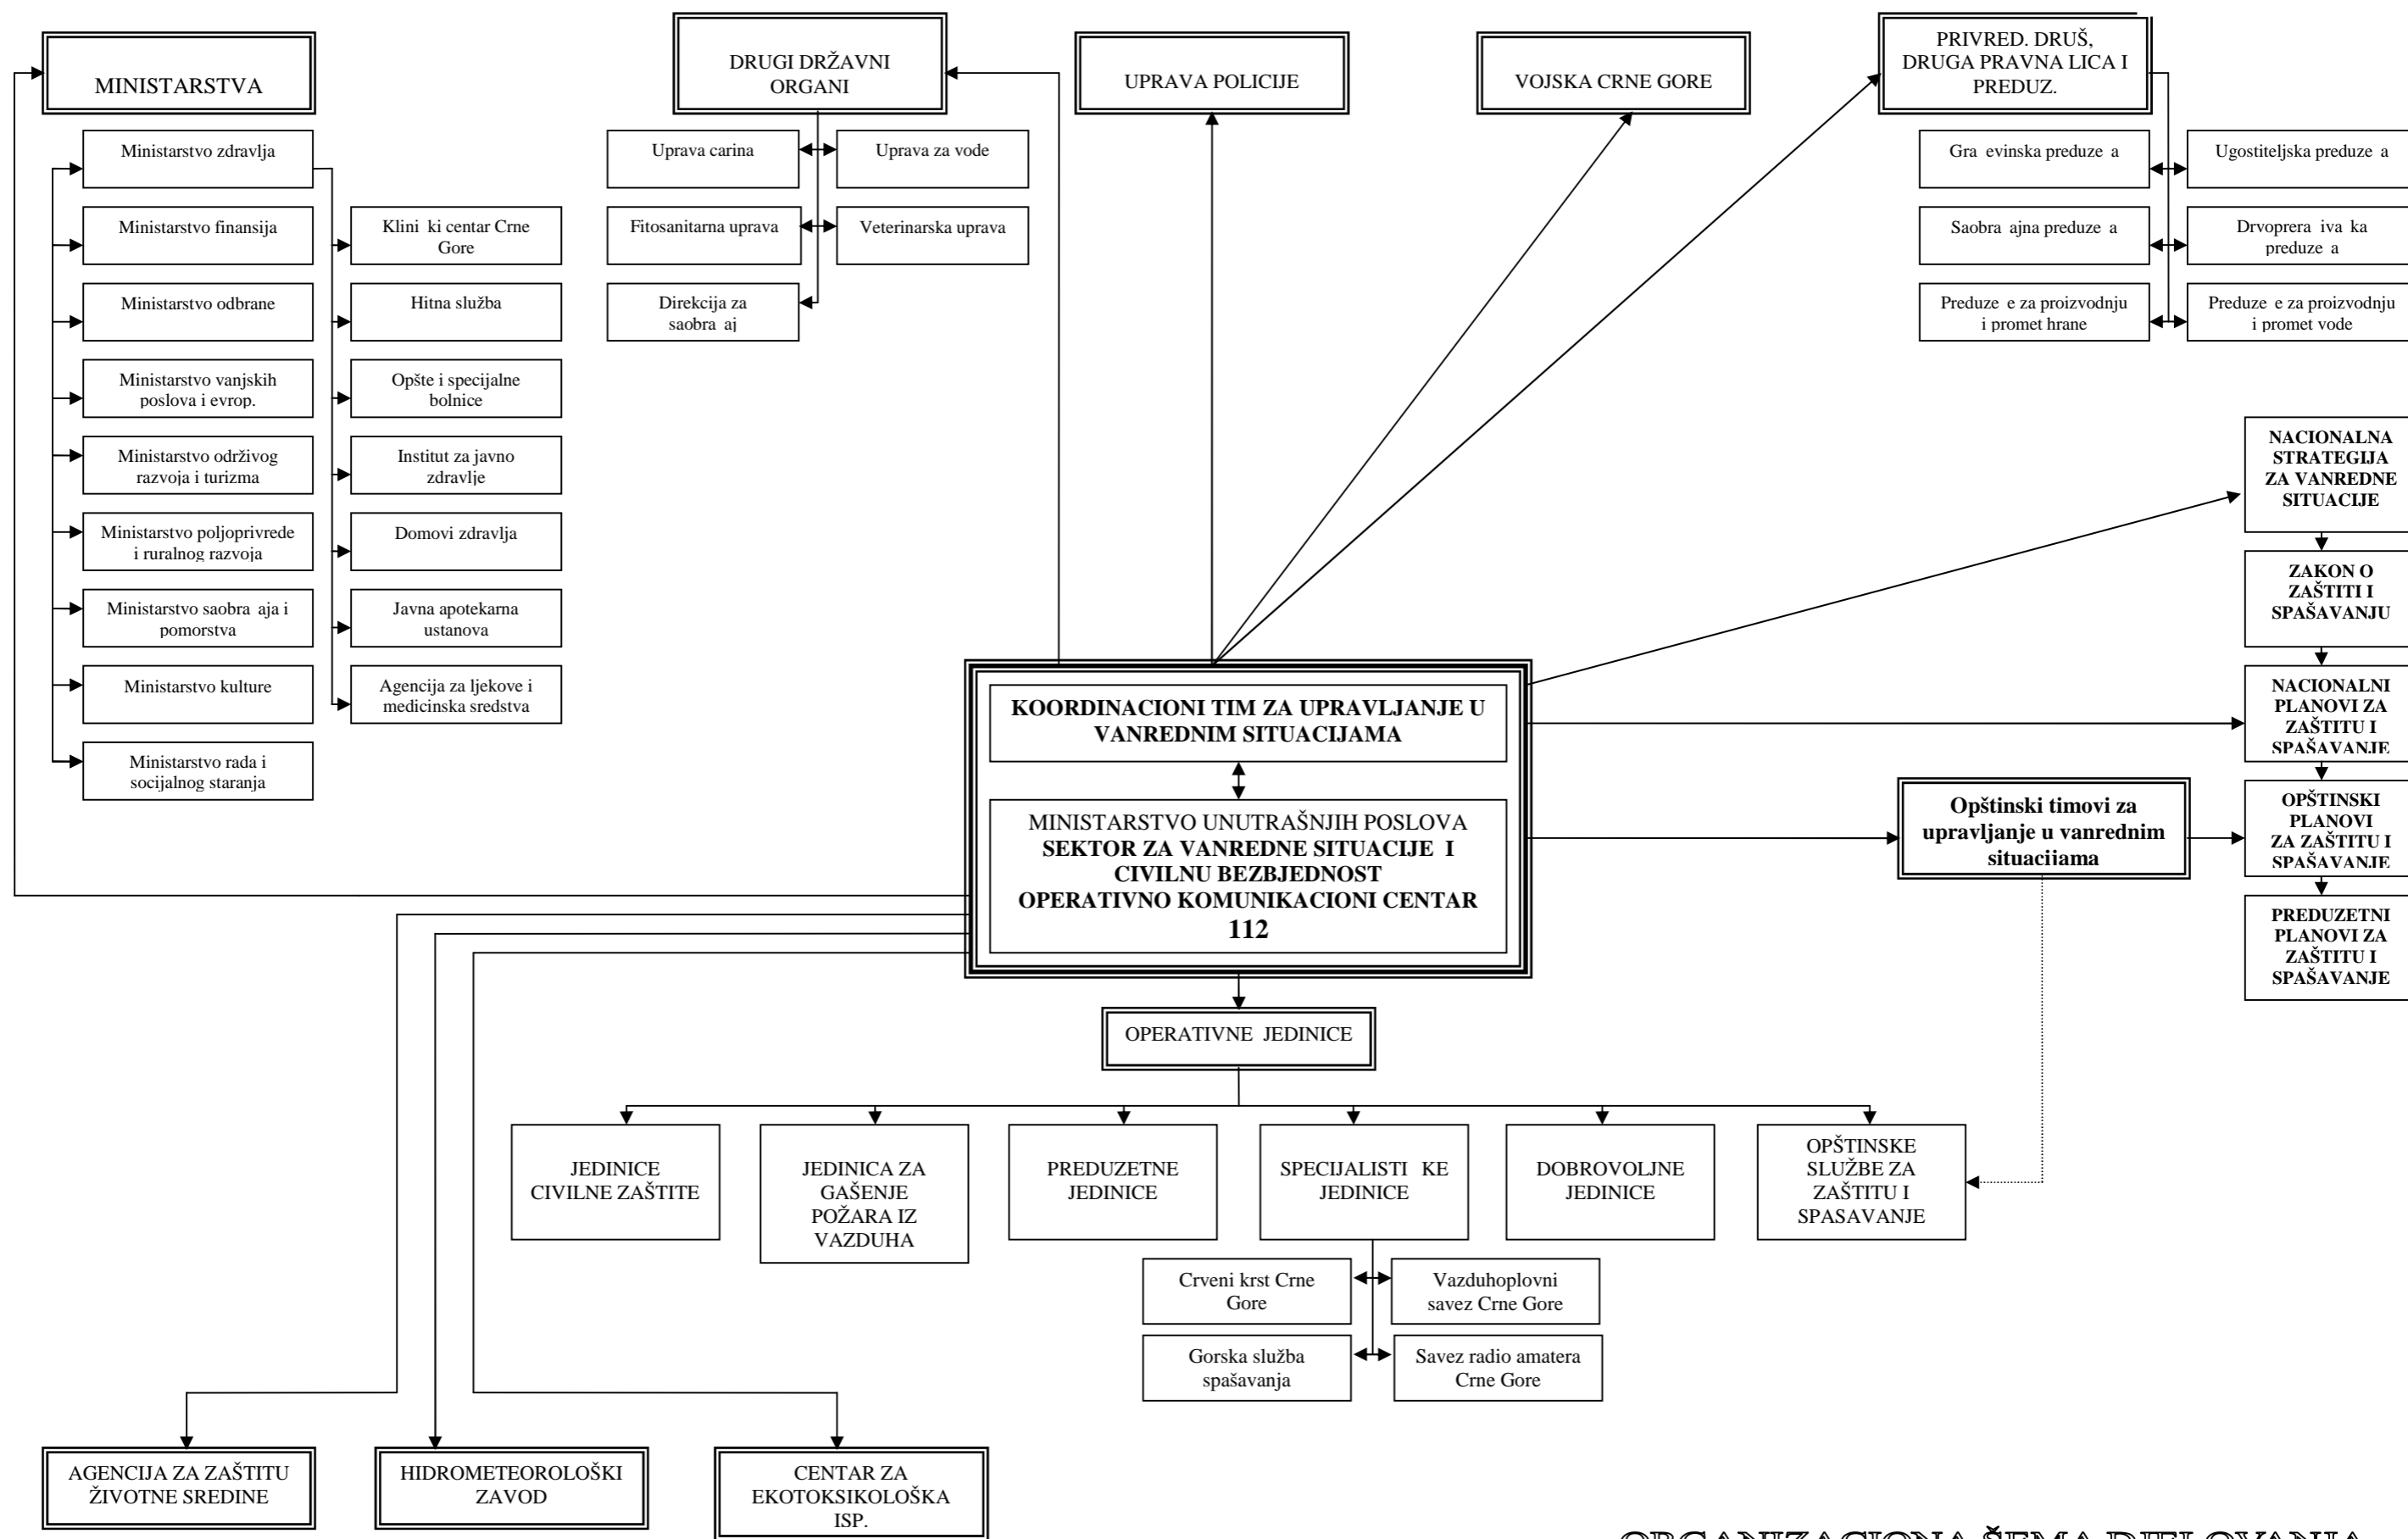 MINISTARSTVA
DRUGI DRŽAVNI
ORGANI
UPRAVA POLICIJE
VOJSKA CRNE GORE
PRIVRED. DRUŠ,
DRUGA PRAVNA LICA I
PREDUZ.
Ministarstvo zdravlja
Ministarstvo finansija
Ministarstvo odbrane
Ministarstvo vanjskih
poslova i evrop.
Ministarstvo održivog
razvoja i turizma
Ministarstvo poljoprivrede
i ruralnog razvoja
Ministarstvo saobra aja i
pomorstva
Ministarstvo kulture
Ministarstvo rada i
socijalnog staranja
Klini ki centar Crne
Gore
Hitna služba
Opšte i specijalne
bolnice
Institut za javno
zdravlje
Domovi zdravlja
Javna apotekarna
ustanova
Agencija za ljekove i
medicinska sredstva
Uprava carina
Uprava za vode
Fitosanitarna uprava
Veterinarska uprava
Direkcija za
saobra aj
Gra evinska preduze a
Ugostiteljska preduze a
Saobra ajna preduze a
Drvoprera iva ka
preduze a
Preduze e za proizvodnju
i promet hrane
Preduze e za proizvodnju
i promet vode
NACIONALNA
STRATEGIJA
ZA VANREDNE
SITUACIJE
ZAKON O
ZAŠTITI I
SPAŠAVANJU
NACIONALNI
PLANOVI ZA
ZAŠTITU I
SPAŠAVANJE
OPŠTINSKI
PLANOVI
ZA ZAŠTITU I
SPAŠAVANJE
PREDUZETNI
PLANOVI ZA
ZAŠTITU I
SPAŠAVANJE
KOORDINACIONI TIM ZA UPRAVLJANJE U
VANREDNIM SITUACIJAMA
MINISTARSTVO UNUTRAŠNJIH POSLOVA
SEKTOR ZA VANREDNE SITUACIJE I
CIVILNU BEZBJEDNOST
OPERATIVNO KOMUNIKACIONI CENTAR
112
Opštinski timovi za
upravljanje u vanrednim
situacijama
OPERATIVNE JEDINICE
JEDINICE
CIVILNE ZAŠTITE
JEDINICA ZA
GAŠENJE
POŽARA IZ
VAZDUHA
PREDUZETNE
JEDINICE
SPECIJALISTI KE
JEDINICE
DOBROVOLJNE
JEDINICE
OPŠTINSKE
SLUŽBE ZA
ZAŠTITU I
SPASAVANJE
Crveni krst Crne
Gore
Vazduhoplovni
savez Crne Gore
Gorska služba
spašavanja
Savez radio amatera
Crne Gore
AGENCIJA ZA ZAŠTITU
ŽIVOTNE SREDINE
HIDROMETEOROLOŠKI
ZAVOD
CENTAR ZA
EKOTOKSIKOLOŠKA
ISP.
ORGANIZACIONA ŠEMA DJELOVANJA